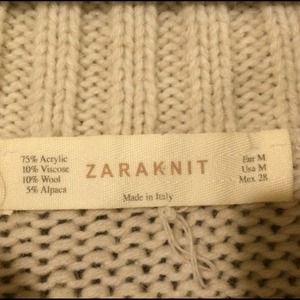 75% Acrylic
10% Viscose
10% Wool
5% Alpaca
ZARAKNIT
Eur M
Usa M
Mex 28
Made in Italy